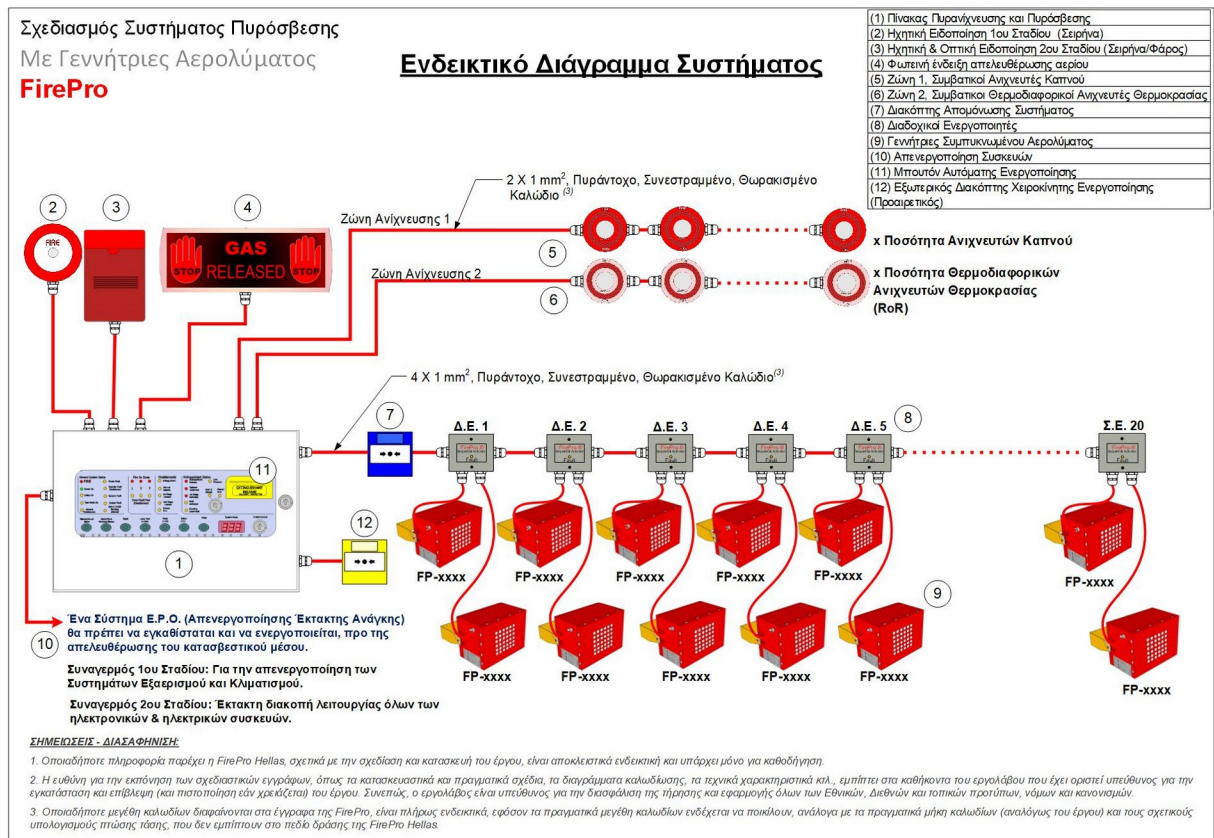 Σχεδιασμός Συστήματος Πυρόσβεσης
Με Γεννήτριες Αερολύματος
FirePro
Ενδεικτικό Διάγραμμα Συστήματος
(1) Πίνακας Πυρανίχνευσης και Πυρόσβεσης
(2) Ηχητική Ειδοποίηση 1ου Σταδίου (Σειρήνα)
(3) Ηχητική & Οπτική Ειδοποίηση 2ου Σταδίου (Σειρήνα/Φάρος)
(4) Φωτεινή ένδειξη απελευθέρωσης αερίου
(5) Ζώνη 1, Συμβατικοί Ανιχνευτές Καπνού
(6) Ζώνη 2, Συμβατικοι Θερμοδιαφορικοί Ανιχνευτές Θερμοκρασίας
(7) Διακόπτης Απομόνωσης Συστήματος
(8) Διαδοχικοί Ενεργοποιητές
(9) Γεννήτριες Συμπυκνωμένου Αερολύματος
(10) Απενεργοποίηση Συσκευών
(11) Μπουτόν Αυτόματης Ενεργοποίησης
(12) Εξωτερικός Διακόπτης Χειροκίνητης Ενεργοποίησης
(Προαιρετικός)
2 X 1 mm², Πυράντοχο, Συνεστραμμένο, Θωρακισμένο
Καλώδιο (3)
2
3
4
Ζώνη Ανίχνευσης 1
5
x Ποσότητα Ανιχνευτών Καπνού
FIRE
STOP
GAS
RELEASED
STOP
Ζώνη Ανίχνευσης 2
6
x Ποσότητα Θερμοδιαφορικών
Ανιχνευτών Θερμοκρασίας
(RoR)
4 X 1 mm², Πυράντοχο, Συνεστραμμένο, Θωρακισμένο Καλώδιο(3)
7
Δ.Ε. 1
Δ.Ε. 2
Δ.Ε. 3
Δ.Ε. 4
Δ.Ε. 5
8
Σ.Ε. 20
11
12
1
FP-xxxx
FP-xxxx
FP-xxxx
FP-xxxx
FP-xxxx
9
FP-xxxx
FP-xxxx
FP-xxxx
FP-xxxx
FP-xxxx
FP-xxxx
10
Ένα Σύστημα Ε.Ρ.Ο. (Απενεργοποίησης Έκτακτης Ανάγκης)
θα πρέπει να εγκαθίσταται και να ενεργοποιείται, προ της
απελευθέρωσης του κατασβεστικού μέσου.
Συναγερμός 1ου Σταδίου: Για την απενεργοποίηση των
Συστημάτων Εξαερισμού και Κλιματισμού.
Συναγερμός 2ου Σταδίου: Έκτακτη διακοπή λειτουργίας όλων των
ηλεκτρονικών & ηλεκτρικών συσκευών.
ΣΗΜΕΙΩΣΕΙΣ - ΔΙΑΣΑΦΗΝΙΣΗ:
1. Οποιαδήποτε πληροφορία παρέχει η FirePro Hellas, σχετικά με την σχεδίαση και κατασκευή του έργου, είναι αποκλειστικά ενδεικτική και υπάρχει μόνο για καθοδήγηση.
2. Η ευθύνη για την εκπόνηση των σχεδιαστικών εγγράφων, όπως τα κατασκευαστικά και πραγματικά σχέδια, τα διαγράμματα καλωδίωσης, τα τεχνικά χαρακτηριστικά κτλ., εμπίπτει στα καθήκοντα του εργολάβου που έχει οριστεί υπεύθυνος για την
εγκατάσταση και επίβλεψη (και πιστοποίηση εάν χρειάζεται) του έργου. Συνεπώς, ο εργολάβος είναι υπεύθυνος για την διασφάλιση της τήρησης και εφαρμογής όλων των Εθνικών, Διεθνών και τοπικών προτύπων, νόμων και κανονισμών.
3. Οποιαδήποτε μεγέθη καλωδίων διαφαίνονται στα έγγραφα της FirePro, είναι πλήρως ενδεικτικά, εφόσον τα πραγματικά μεγέθη καλωδίων ενδέχεται να ποικίλουν, ανάλογα με τα πραγματικά μήκη καλωδίων (αναλόγως του έργου) και τους σχετικούς
υπολογισμούς πτώσης τάσης, που δεν εμπίπτουν στο πεδίο δράσης της FirePro Hellas.